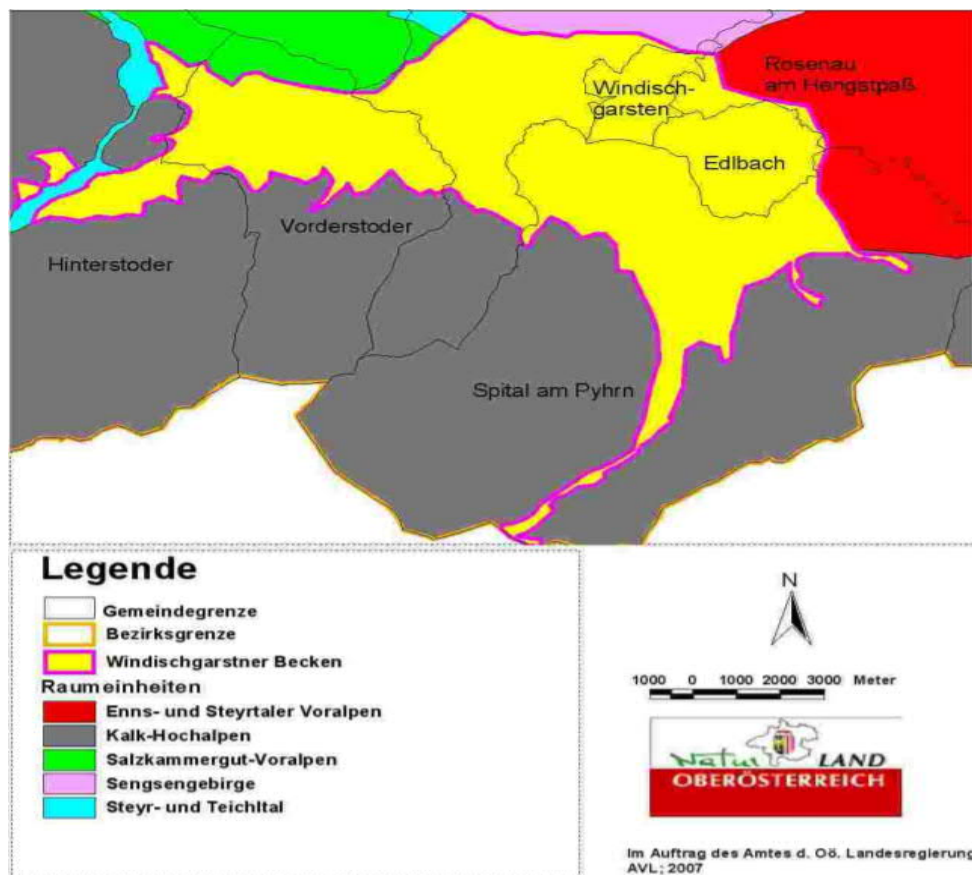 Rosenau
am Hengstpaß
Windisch-
garsten
Edlbach
Vorderstoder
Hinterstoder
Spital am Pyhrn
Legende
Gemeindegrenze
Bezirksgrenze
Windischgarstner Becken
Raumeinheiten
Enns- und Steyrtaler Voralpen
Kalk-Hochalpen
Salzkammergut-Voralpen
Sengsengebirge
Steyr- und Teichltal
N
1000 0 1000 2000 3000 Meter
Natur LAND
OBERÖSTERREICH
Im Auftrag des Amtes d. Oö. Landesregierung
AVL; 2007